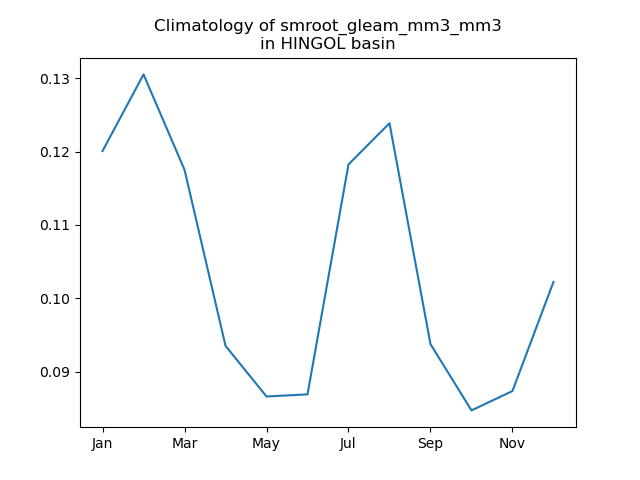 Climatology of smroot_gleam_mm3_mm3
in HINGOL basin
0.13
0.12
0.11
0.10
0.09
Jan Mar May Jul Sep Nov